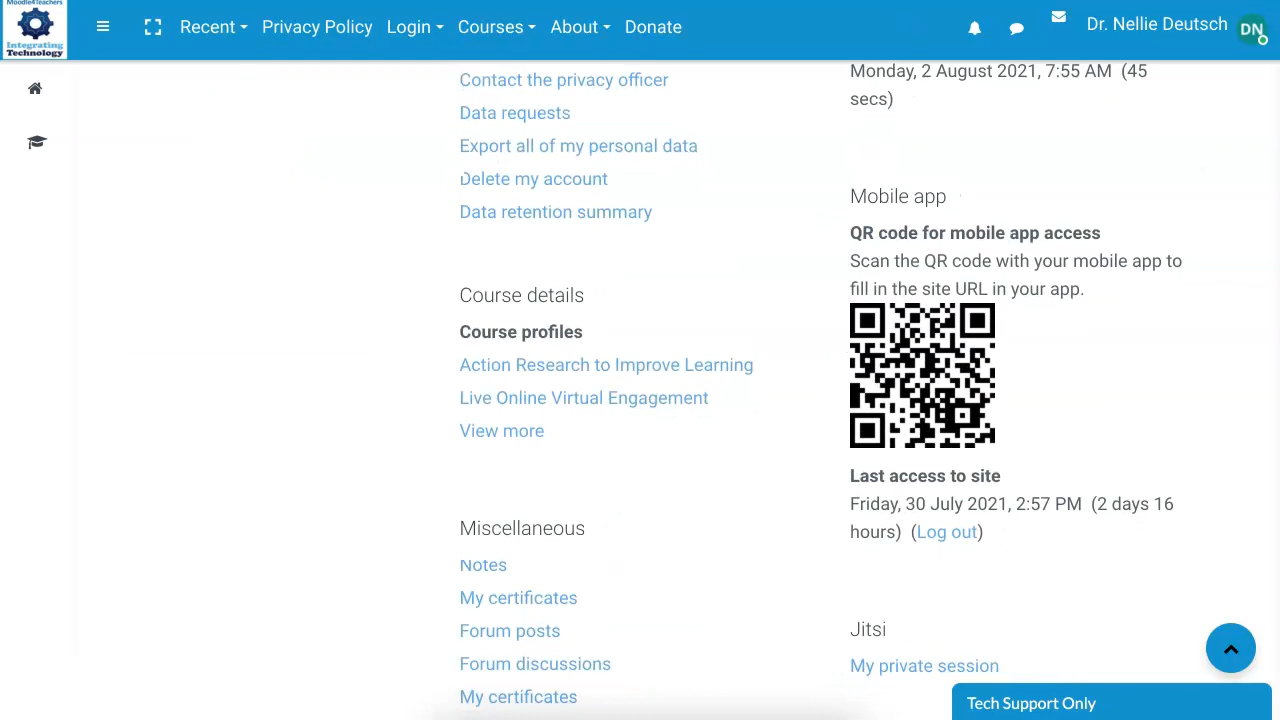 Moodle4Teachers
Integrating
Technology
Recent
Privacy Policy
Login
Courses
About
Donate
Dr. Nellie Deutsch
DN
Contact the privacy officer
Data requests
Export all of my personal data
Delete my account
Data retention summary
Course details
Course profiles
Action Research to Improve Learning
Live Online Virtual Engagement
View more
Miscellaneous
Notes
My certificates
Forum posts
Forum discussions
My certificates
Monday, 2 August 2021, 7:55 AM (45
secs)
Mobile app
QR code for mobile app access
Scan the QR code with your mobile app to
fill in the site URL in your app.
Last access to site
Friday, 30 July 2021, 2:57 PM (2 days 16
hours) (Log out)
Jitsi
My private session
Tech Support Only